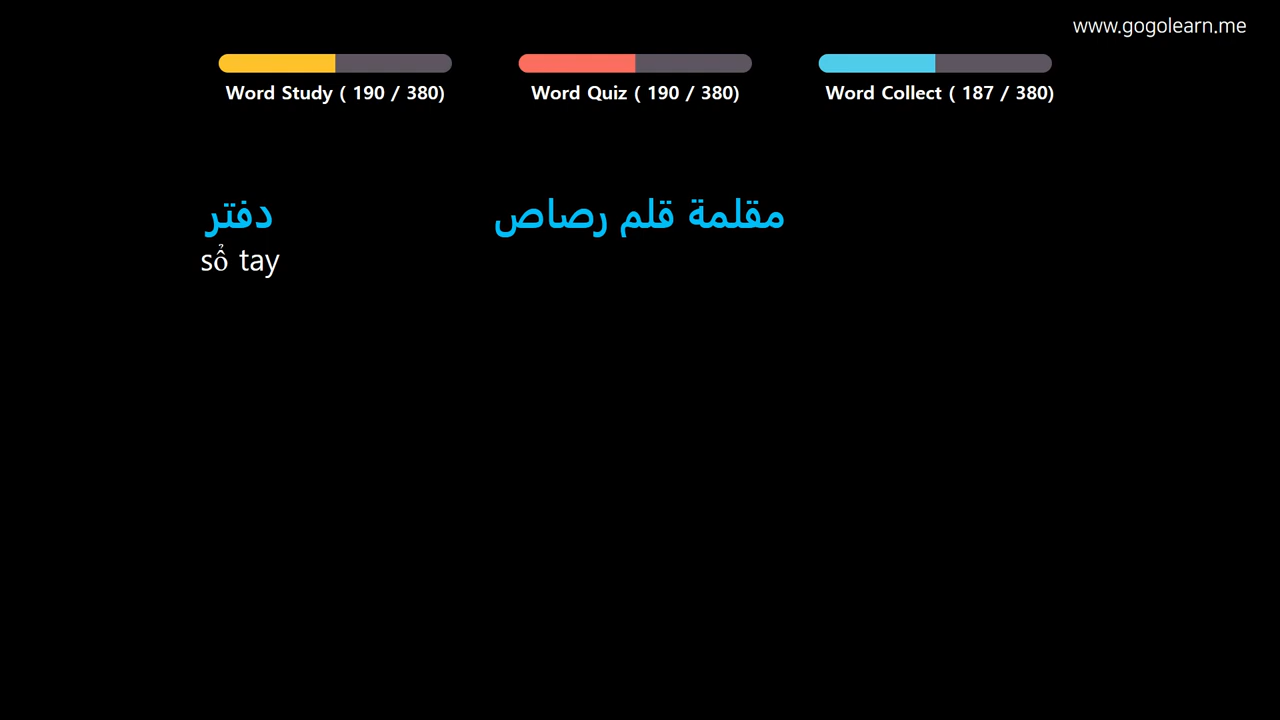 www.gogolearn.me
Word Study ( 190 / 380)
Word Quiz ( 190 / 380)
Word Collect ( 187 / 380)
دفتر
sổ tay
مقلمة قلم رصاص